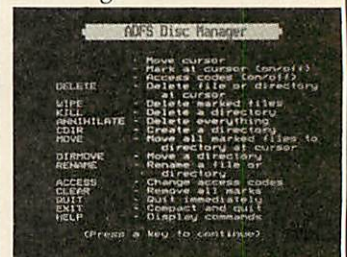 ADFS Disc Manager
: Move cursor
: Mark at cursor (on/off)
: Access codes (on/off)
DELETE : Delete file or directory
at cursor
WIPE : Delete marked files
KILL : Delete a directory
ANNIHILATE : Delete everything
CDIR : Create a directory
MOVE : Move all marked files to
directory at cursor
DIRMOVE : Move a directory
RENAME : Rename a file or
directory
ACCESS : Change access codes
CLEAR : Remove all marks
QUIT : Quit immediately
EXIT : Compact and quit
HELP : Display commands
(Press a key to continue)